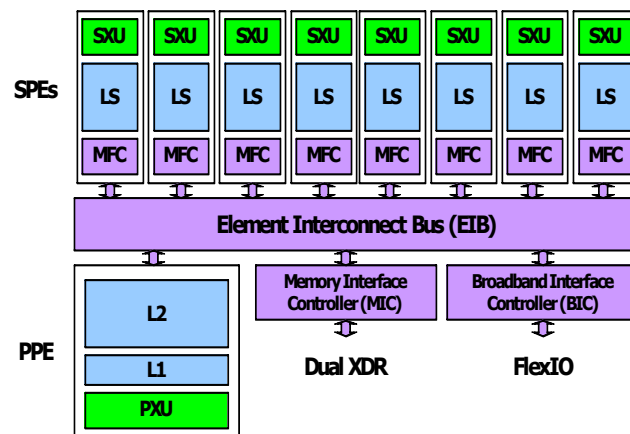 SXU SXU SXU SXU SXU SXU SXU SXU
SPEs
LS LS LS LS LS LS LS LS
MFC MFC MFC MFC MFC MFC MFC MFC
Element Interconnect Bus (EIB)
Memory Interface
Controller (MIC)
Broadband Interface
Controller (BIC)
L2
PPE
L1
Dual XDR
FlexIO
PXU